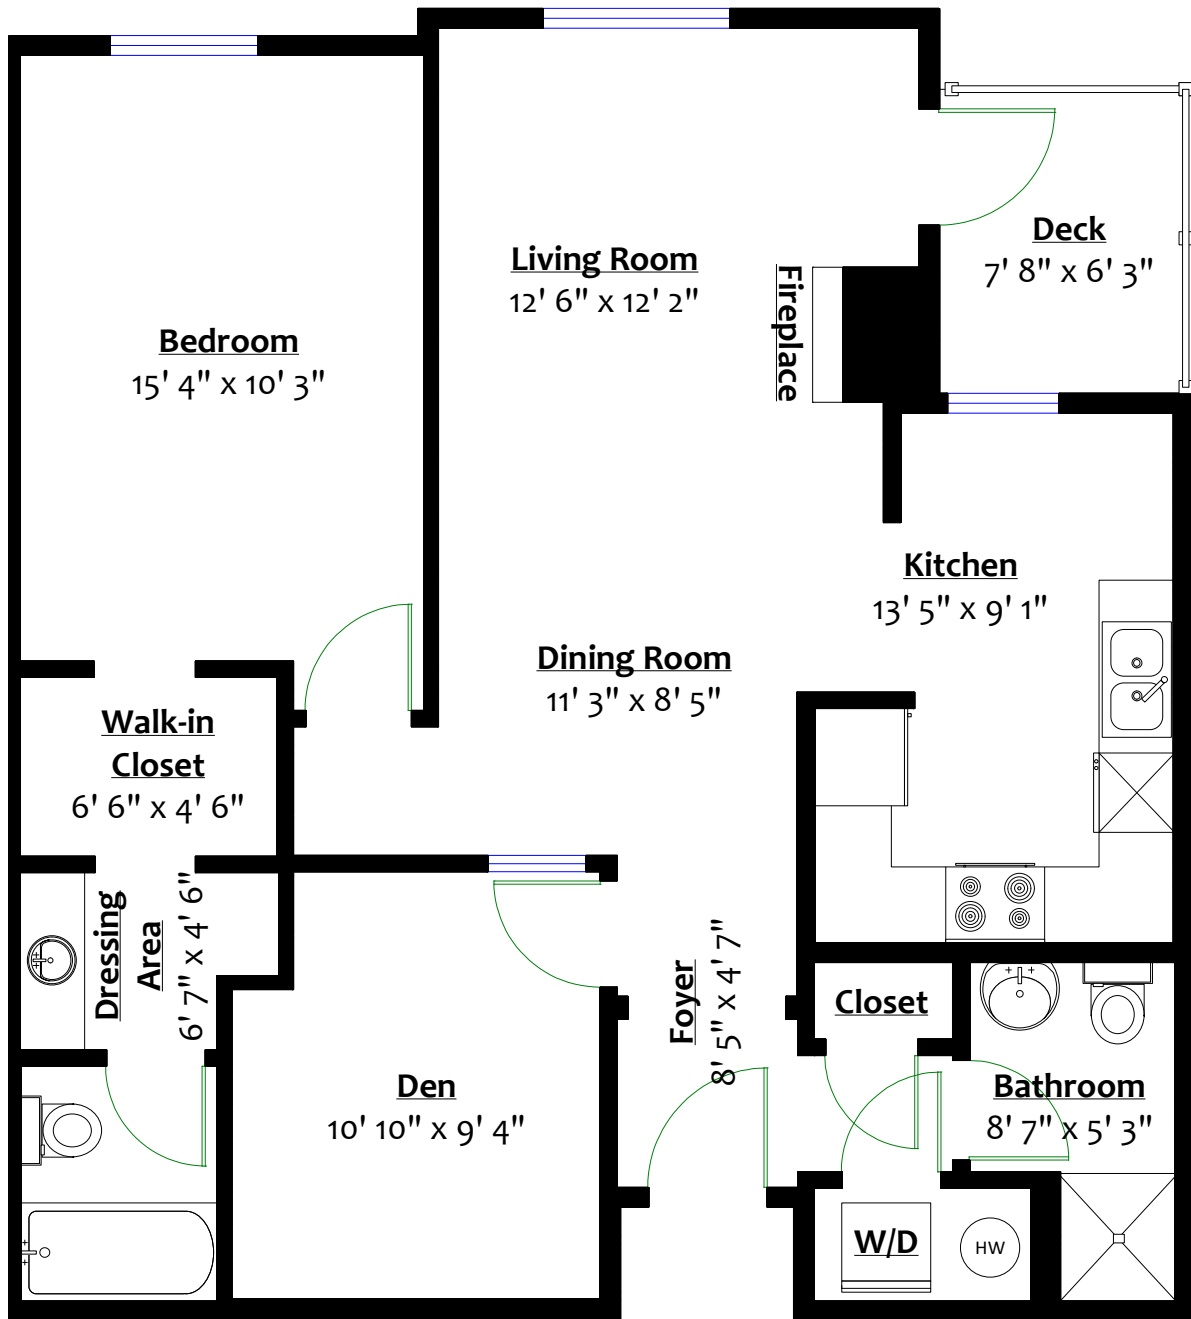 Living Room
12' 6" x 12' 2"
Fireplace
Deck
7' 8" x 6' 3"
Bedroom
15' 4" x 10' 3"
Kitchen
13' 5" x 9' 1"
Dining Room
11' 3" x 8' 5"
Walk-in
Closet
6' 6" x 4' 6"
Dressing
Area
6' 7" x 4' 6"
Foyer
8' 5" x 4' 7"
Closet
Den
10' 10" x 9' 4"
Bathroom
8' 7" x 5' 3"
W/D
HW